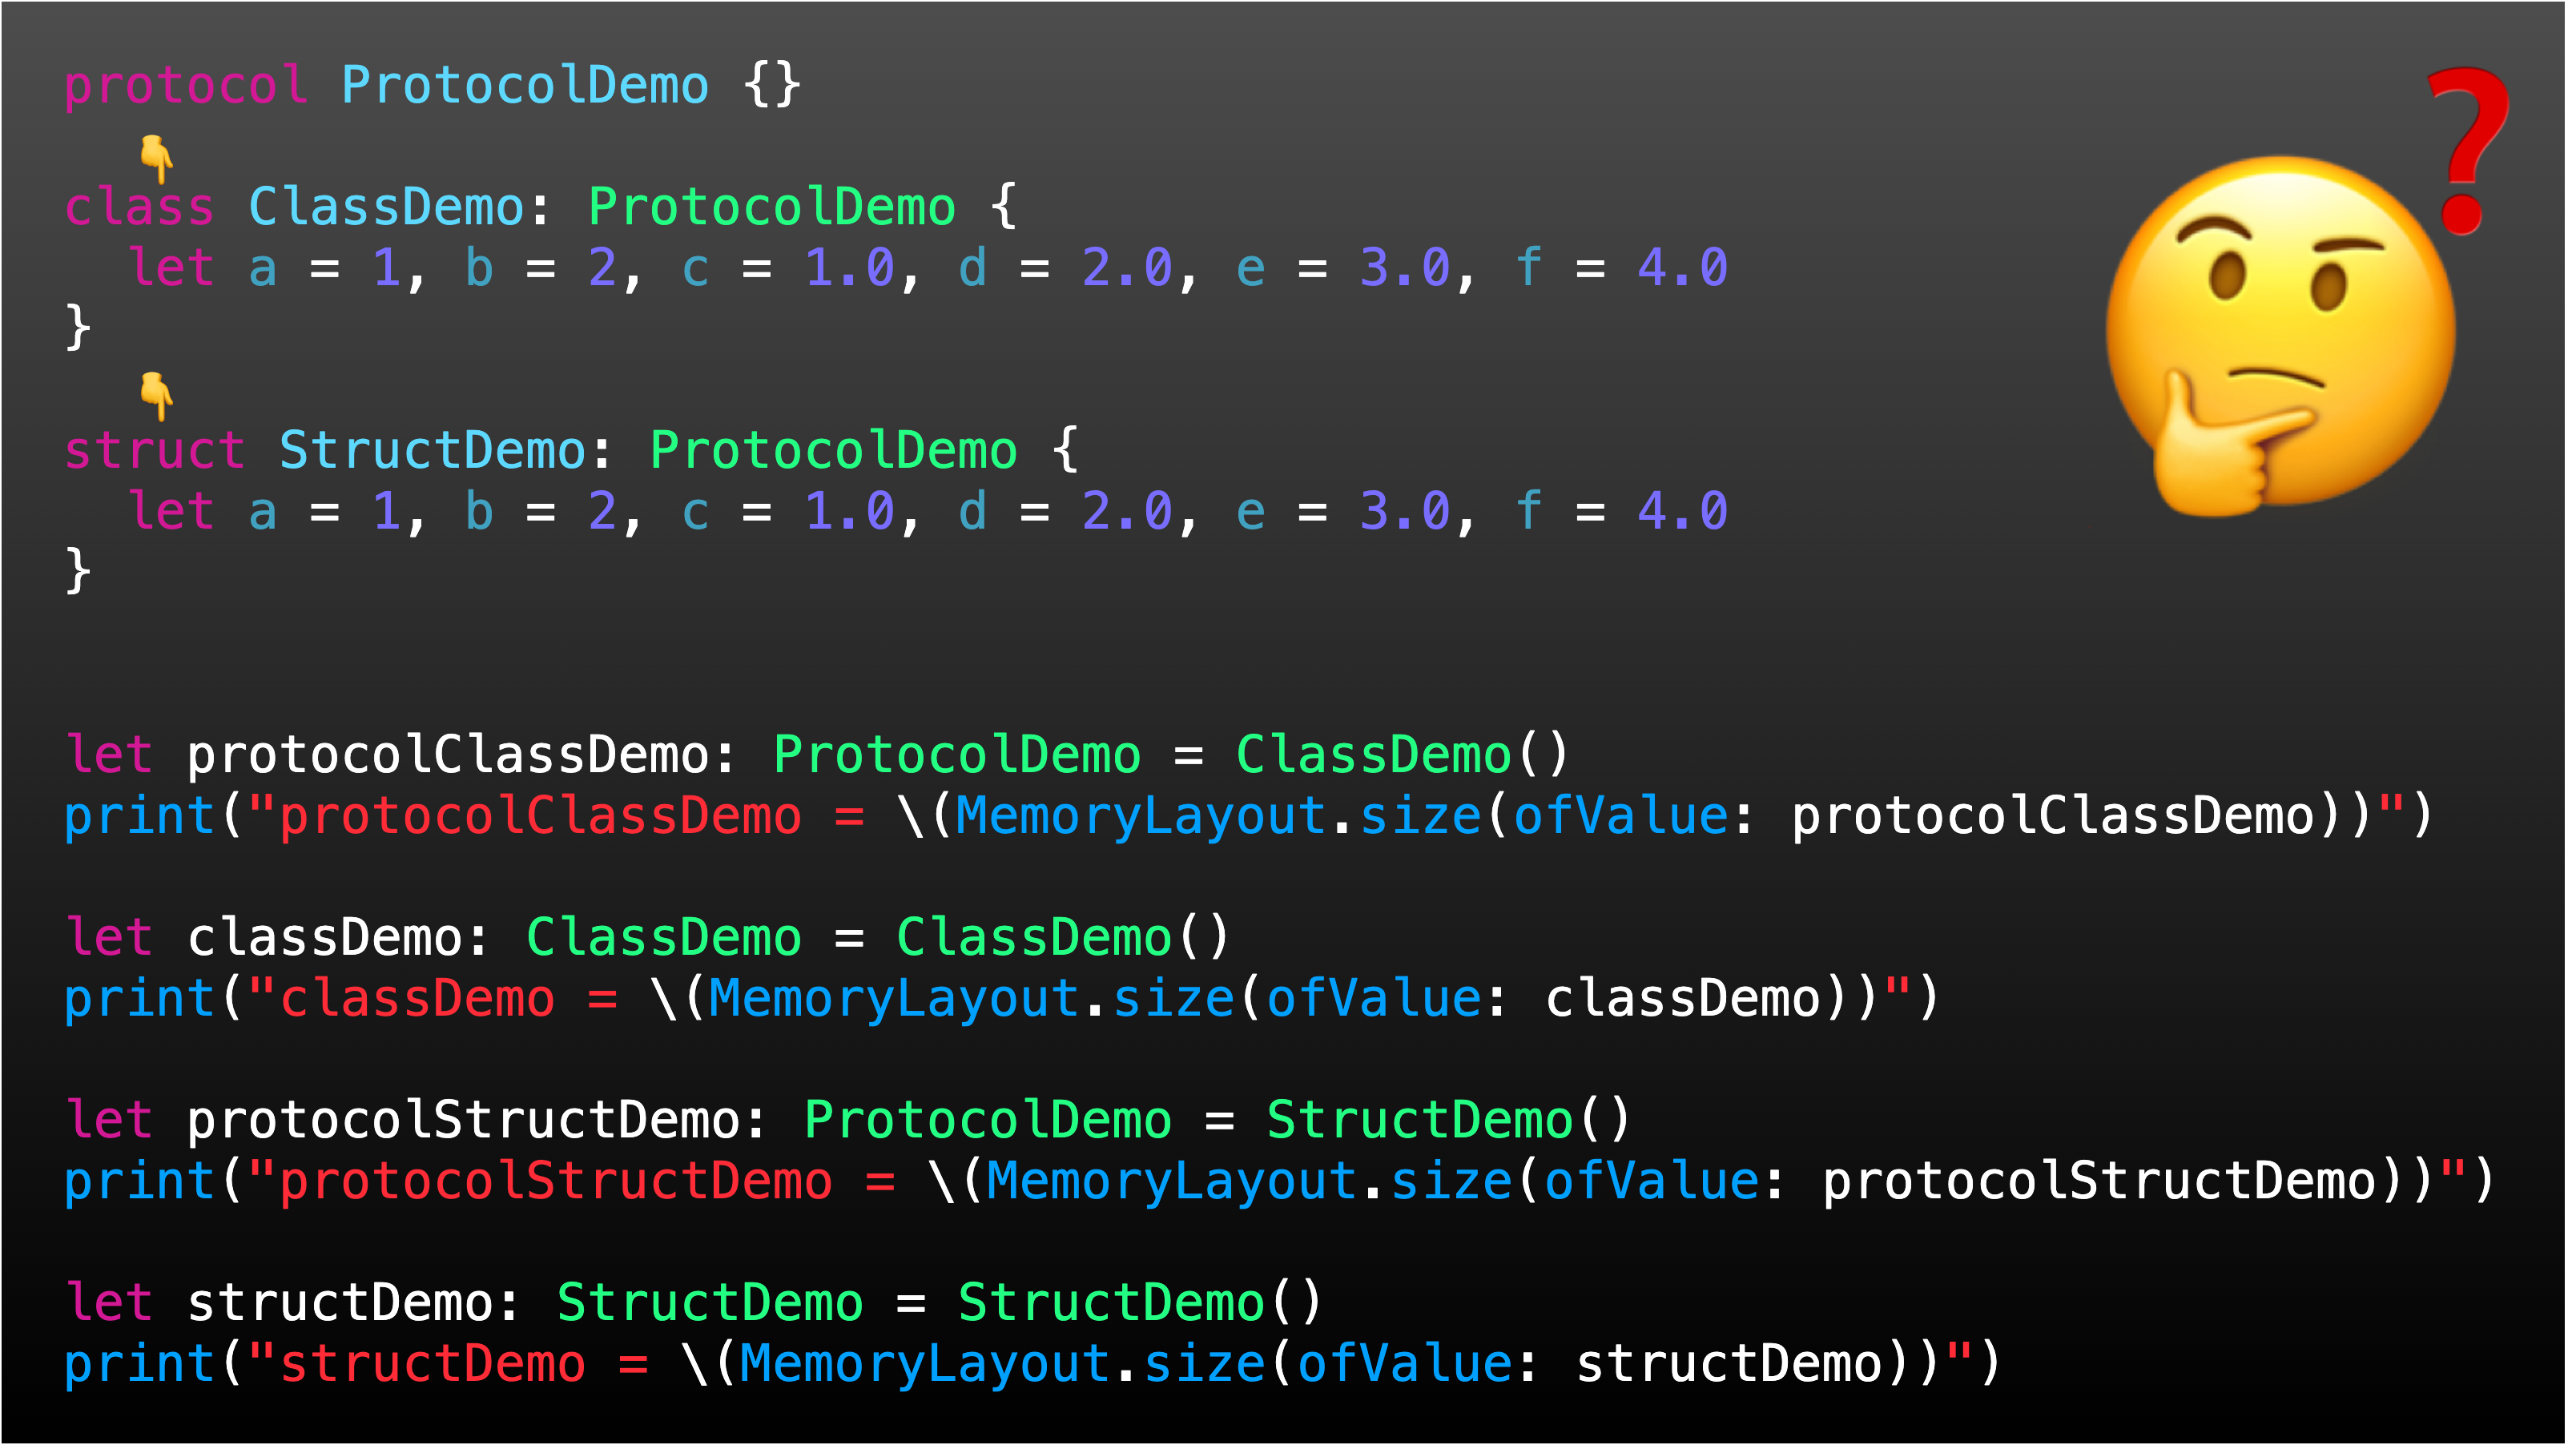 protocol ProtocolDemo {}
class ClassDemo: ProtocolDemo {
  let a = 1, b = 2, c = 1.0, d = 2.0, e = 3.0, f = 4.0
}
struct StructDemo: ProtocolDemo {
  let a = 1, b = 2, c = 1.0, d = 2.0, e = 3.0, f = 4.0
}
let protocolClassDemo: ProtocolDemo = ClassDemo()
print("protocolClassDemo = \(MemoryLayout.size(ofValue: protocolClassDemo))")
let classDemo: ClassDemo = ClassDemo()
print("classDemo = \(MemoryLayout.size(ofValue: classDemo))")
let protocolStructDemo: ProtocolDemo = StructDemo()
print("protocolStructDemo = \(MemoryLayout.size(ofValue: protocolStructDemo))")
let structDemo: StructDemo = StructDemo()
print("structDemo = \(MemoryLayout.size(ofValue: structDemo))")